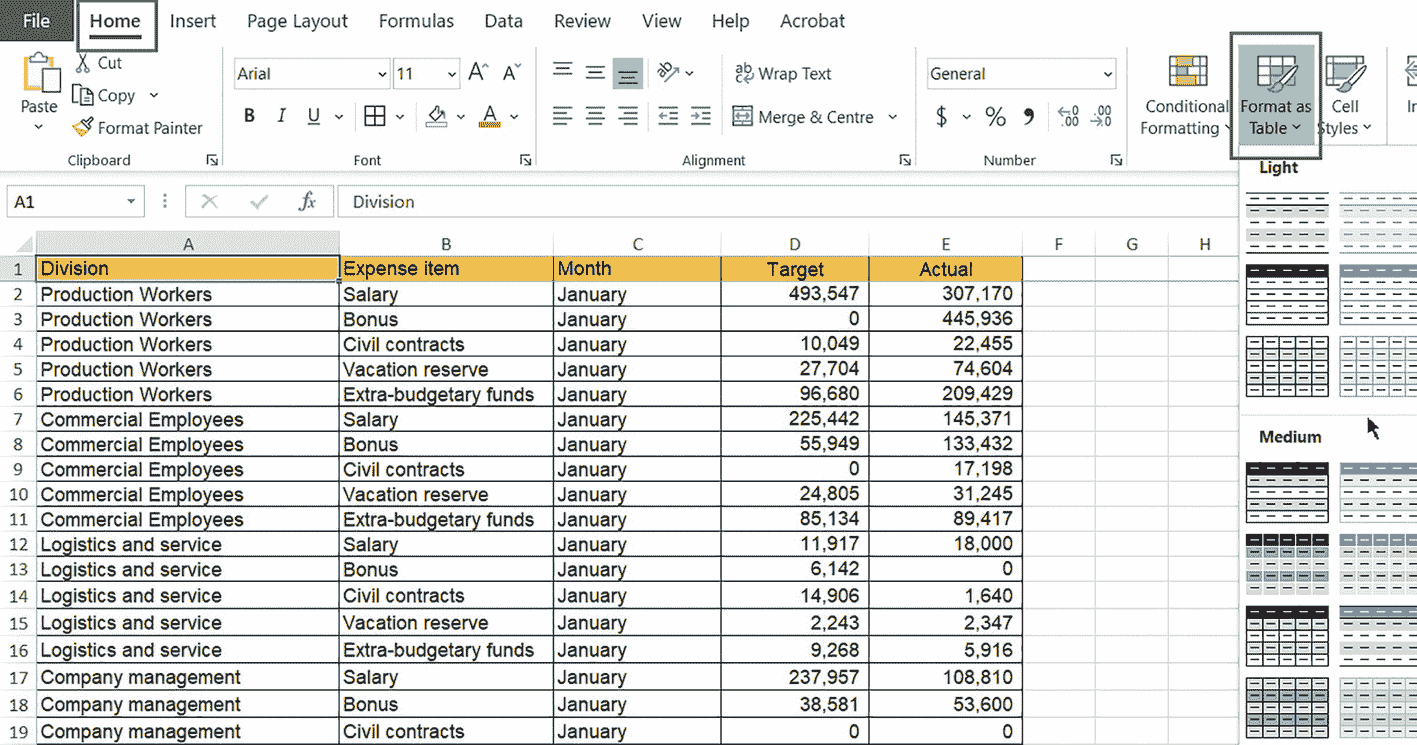 File Home Insert Page Layout Formulas Data Review View Help Acrobat
Paste
Cut
Copy
Format Painter
Clipboard
Arial 11
B I U A
Font
Wrap Text
Merge & Centre
Alignment
General
$ %
Number
Conditional Formatting
Format as Table
Cell Styles
A1 fx Division
A B C D E F G H
1 Division Expense item Month Target Actual
2 Production Workers Salary January 493,547 307,170
3 Production Workers Bonus January 0 445,936
4 Production Workers Civil contracts January 10,049 22,455
5 Production Workers Vacation reserve January 27,704 74,604
6 Production Workers Extra-budgetary funds January 96,680 209,429
7 Commercial Employees Salary January 225,442 145,371
8 Commercial Employees Bonus January 55,949 133,432
9 Commercial Employees Civil contracts January 0 17,198
10 Commercial Employees Vacation reserve January 24,805 31,245
11 Commercial Employees Extra-budgetary funds January 85,134 89,417
12 Logistics and service Salary January 11,917 18,000
13 Logistics and service Bonus January 6,142 0
14 Logistics and service Civil contracts January 14,906 1,640
15 Logistics and service Vacation reserve January 2,243 2,347
16 Logistics and service Extra-budgetary funds January 9,268 5,916
17 Company management Salary January 237,957 108,810
18 Company management Bonus January 38,581 53,600
19 Company management Civil contracts January 0 0
Light
Medium